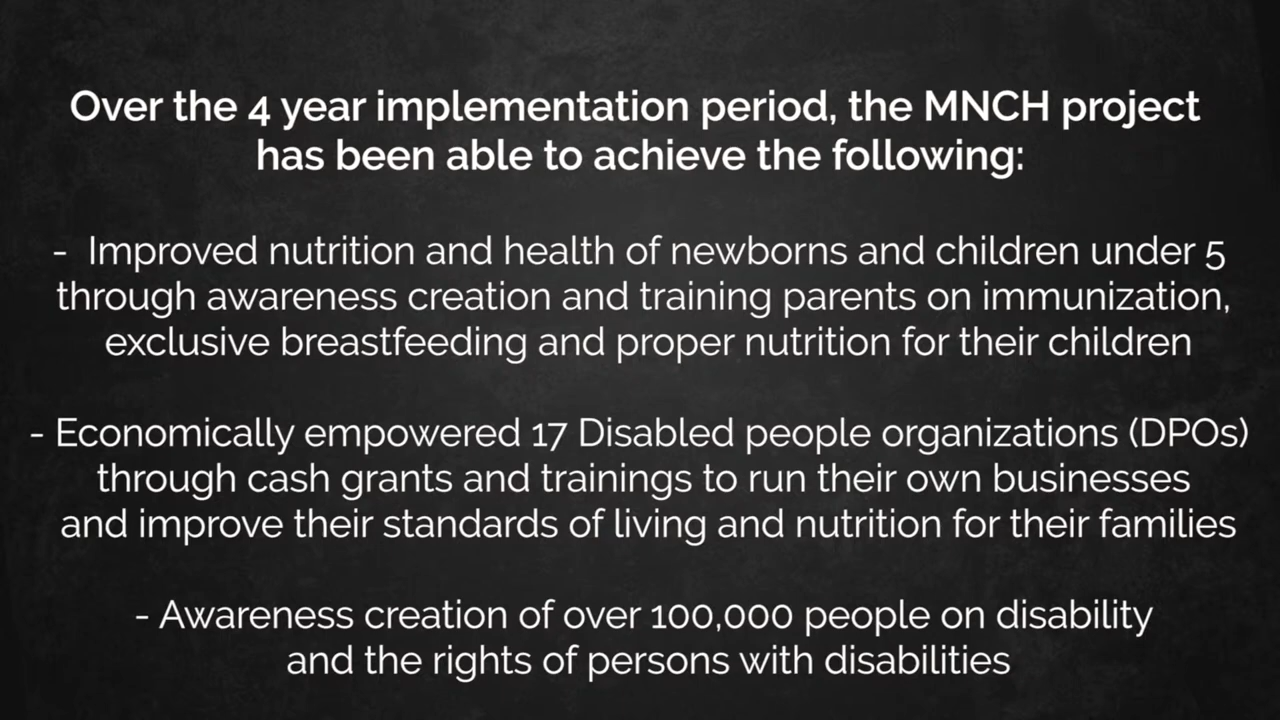 Over the 4 year implementation period, the MNCH project
has been able to achieve the following:
- Improved nutrition and health of newborns and children under 5
through awareness creation and training parents on immunization,
exclusive breastfeeding and proper nutrition for their children
- Economically empowered 17 Disabled people organizations (DPOs)
through cash grants and trainings to run their own businesses
and improve their standards of living and nutrition for their families
- Awareness creation of over 100,000 people on disability
and the rights of persons with disabilities